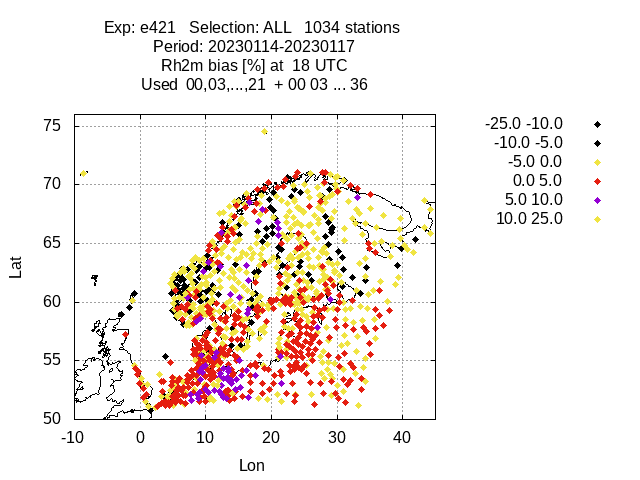 Exp: e421 Selection: ALL 1034 stations
Period: 20230114-20230117
Rh2m bias [%] at 18 UTC
Used 00,03,...,21 + 00 03 ... 36
-25.0 -10.0
-10.0 -5.0
-5.0 0.0
0.0 5.0
5.0 10.0
10.0 25.0
75
70
65
60
55
50
Lat
-10 0 10 20 30 40
Lon